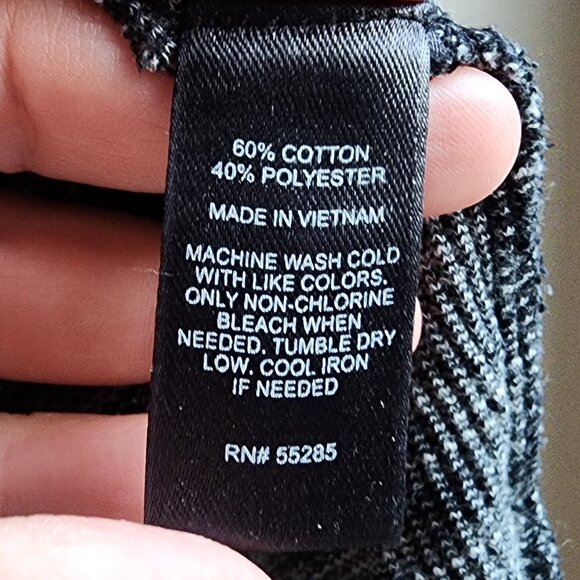 60% COTTON
40% POLYESTER
MADE IN VIETNAM
MACHINE WASH COLD
WITH LIKE COLORS.
ONLY NON-CHLORINE
BLEACH WHEN
NEEDED. TUMBLE DRY
LOW. COOL IRON
IF NEEDED
RN# 55285